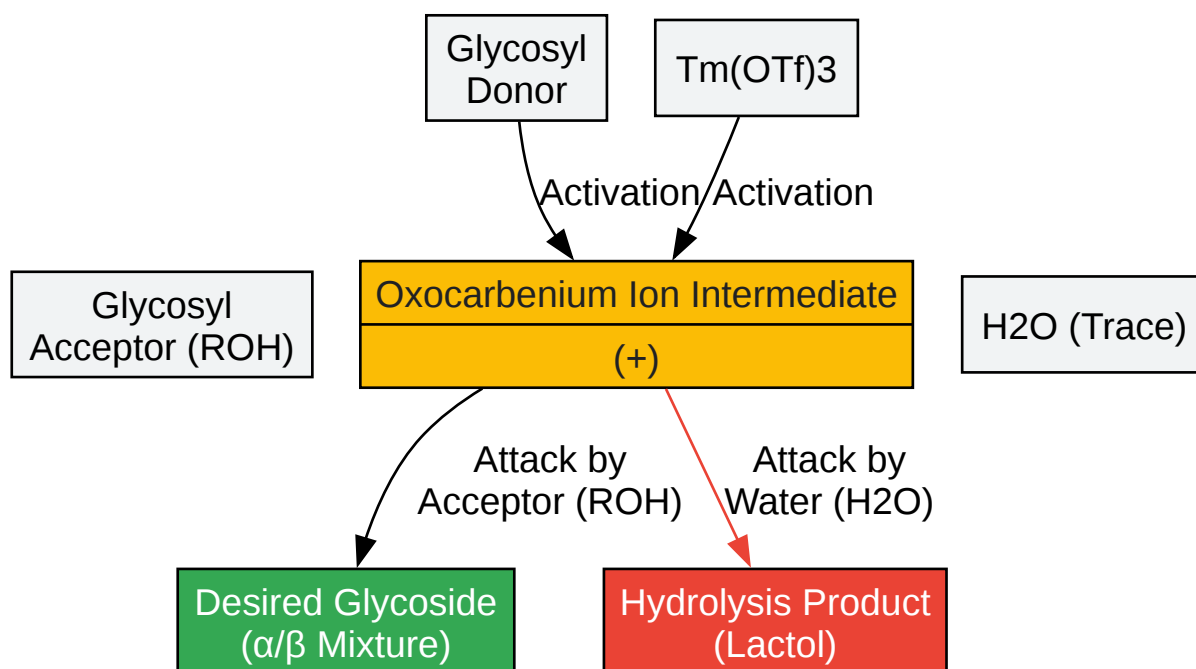 Glycosyl
Donor
Tm(OTf)3
Activation
Activation
Glycosyl
Acceptor (ROH)
Oxocarbenium Ion Intermediate
(+)
H2O (Trace)
Attack by
Acceptor (ROH)
Attack by
Water (H2O)
Desired Glycoside
(α/β Mixture)
Hydrolysis Product
(Lactol)